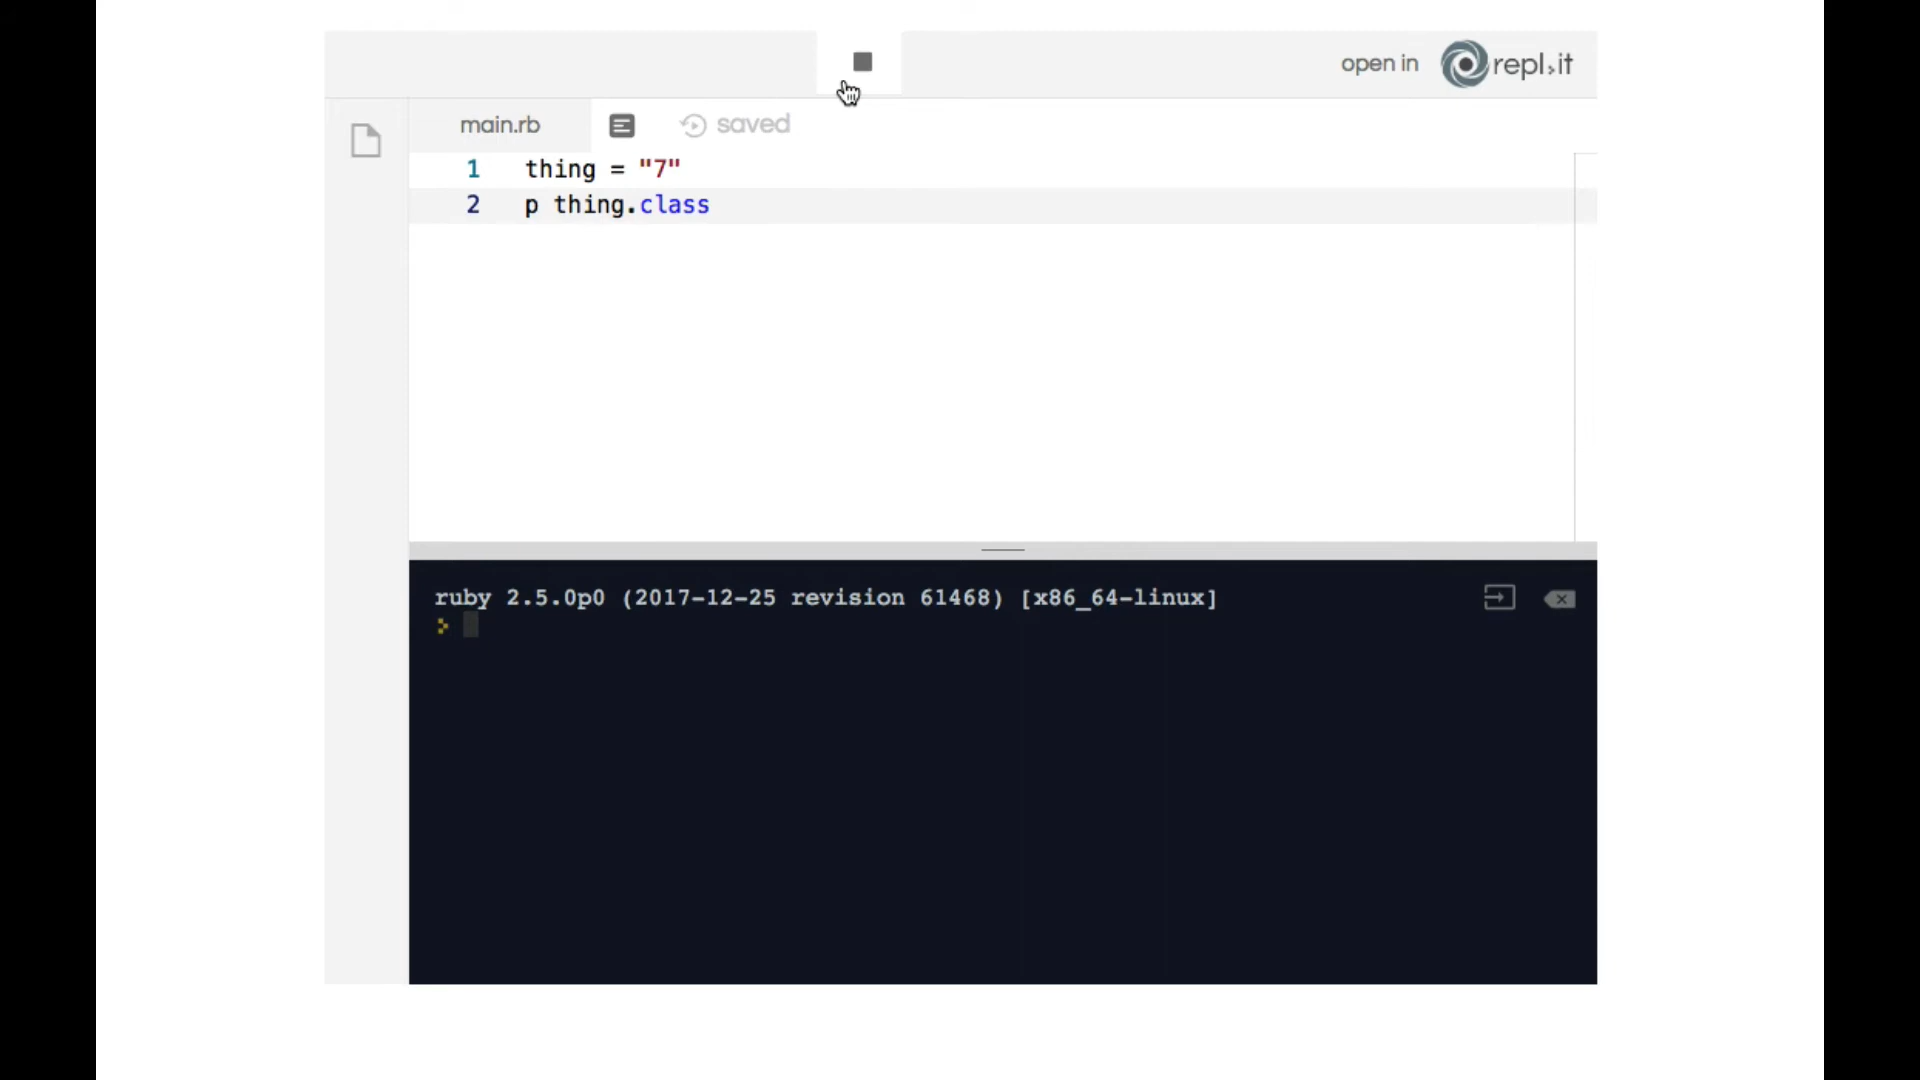 open in repl.it
main.rb saved
1 thing = "7"
2 p thing.class
ruby 2.5.0p0 (2017-12-25 revision 61468) [x86_64-linux]
>